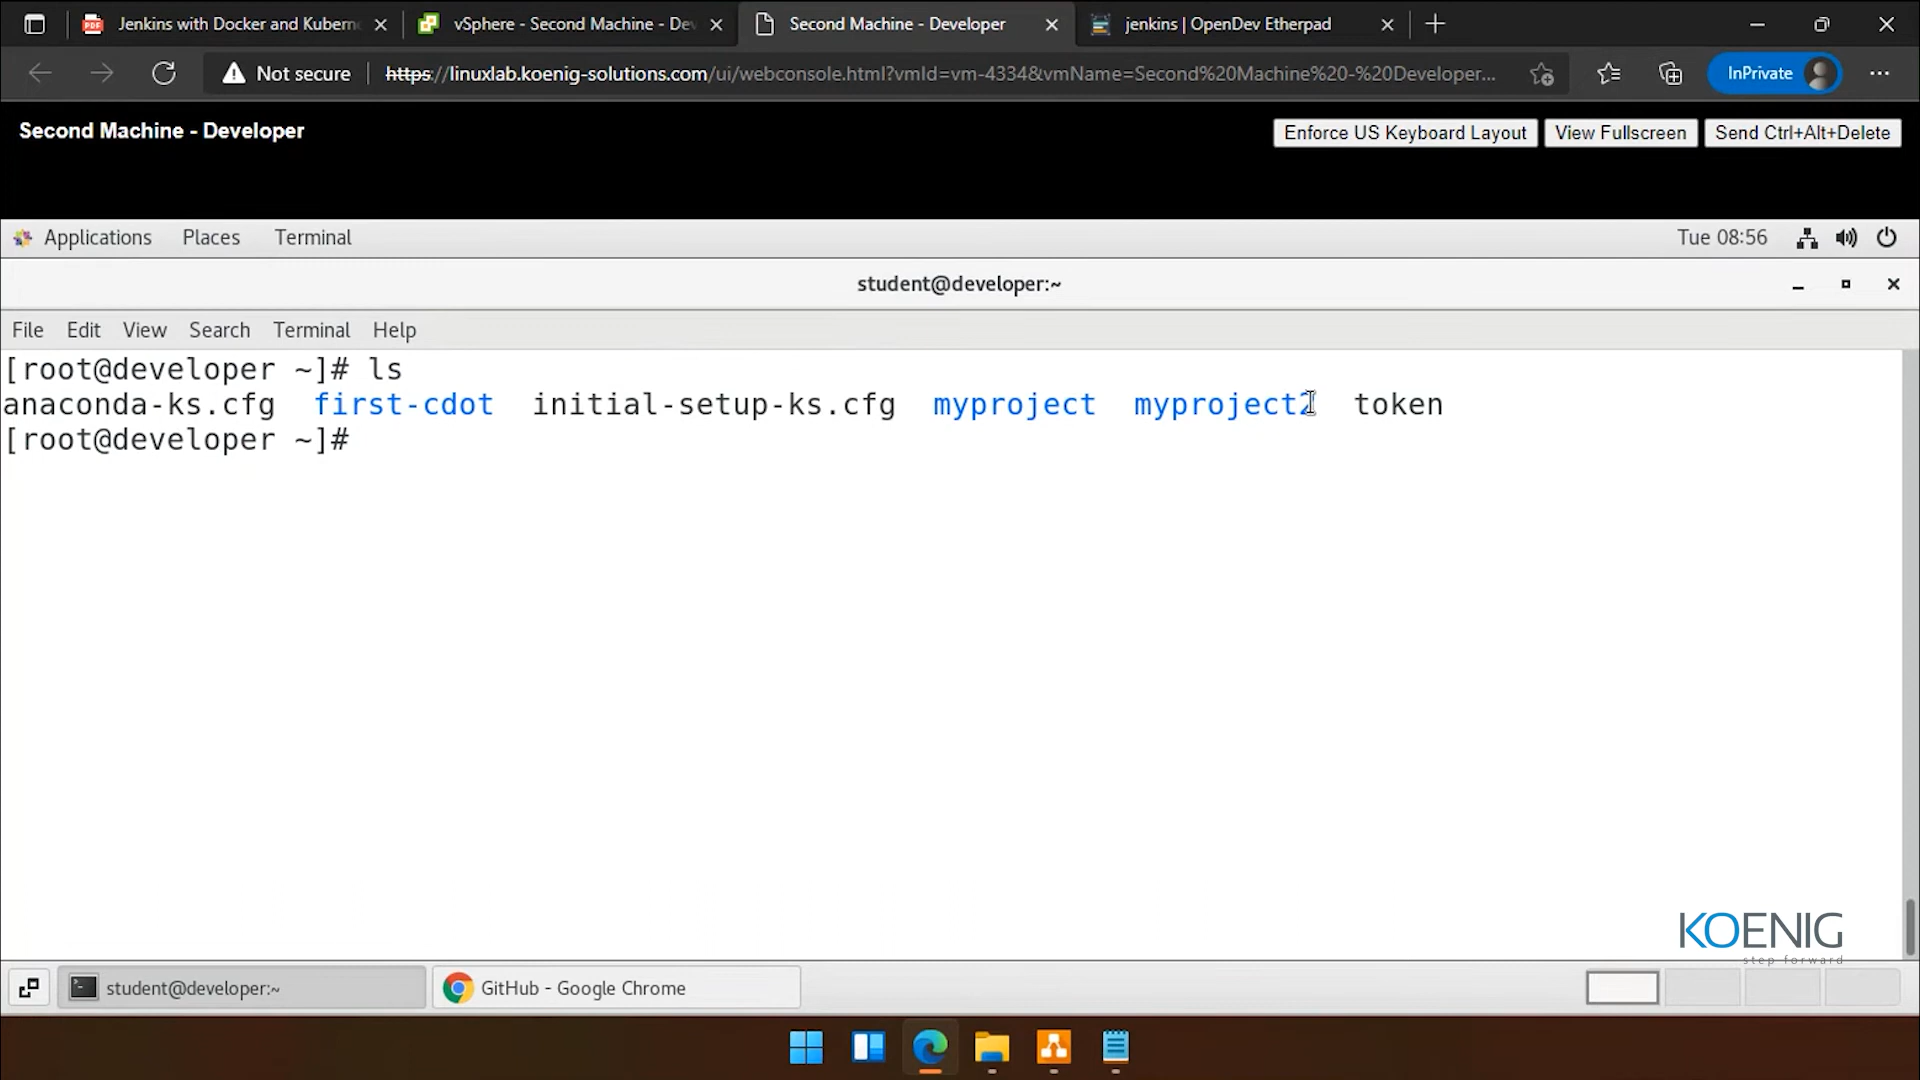 Jenkins with Docker and Kubern
vSphere - Second Machine - De
Second Machine - Developer
jenkins | OpenDev Etherpad
Not secure
https://linuxlab.koenig-solutions.com/ui/webconsole.html?vmId=vm-4334&vmName=Second%20Machine%20-%20Developer...
InPrivate
Second Machine - Developer
Enforce US Keyboard Layout
View Fullscreen
Send Ctrl+Alt+Delete
Applications Places Terminal
Tue 08:56
student@developer:~
File Edit View Search Terminal Help
[root@developer ~]# ls
anaconda-ks.cfg first-cdot initial-setup-ks.cfg myproject myproject2 token
[root@developer ~]#
KOENIG
step forward
student@developer:~
GitHub - Google Chrome